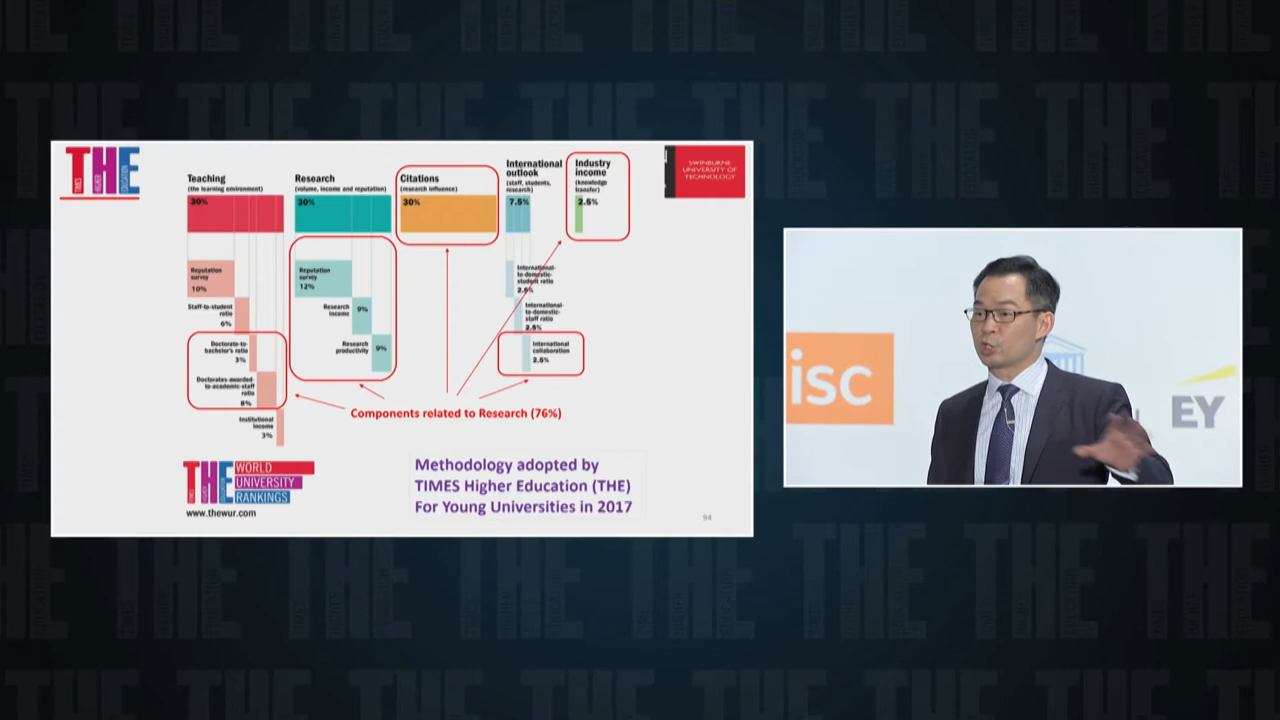 THE
TIMES
HIGHER
EDUCATION
SWINBURNE
UNIVERSITY OF
TECHNOLOGY
Teaching
(the learning environment)
30%
Reputation
survey
10%
Staff-to-student
ratio
6%
Doctorate-to-
bachelor's ratio
3%
Doctorates-awarded-
to-academic-staff
ratio
6%
Institutional
income
3%
Research
(volume, income and reputation)
30%
Reputation
survey
12%
Research
income
9%
Research
productivity
9%
Citations
(research influence)
30%
International
outlook
(staff, students,
research)
7.5%
International-
to-domestic-
student ratio
2.5%
International-
to-domestic-
staff ratio
2.5%
International
collaboration
2.5%
Industry
income
(knowledge
transfer)
2.5%
Components related to Research (76%)
THE
WORLD
UNIVERSITY
RANKINGS
www.thewur.com
Methodology adopted by
TIMES Higher Education (THE)
For Young Universities in 2017
94
isc
EY